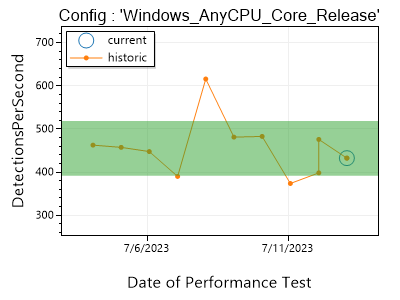 Config : 'Windows_AnyCPU_Core_Release'
current
historic
DetectionsPerSecond
700
600
500
400
300
7/6/2023
7/11/2023
Date of Performance Test